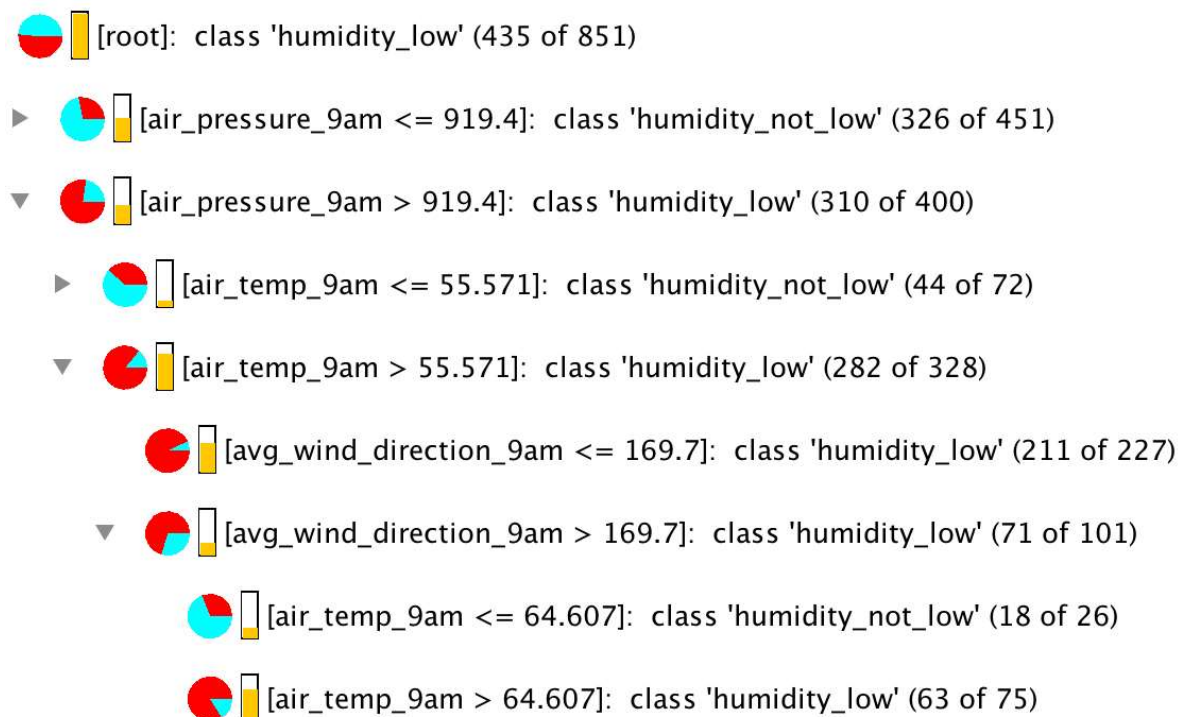 [root]: class 'humidity_low' (435 of 851)
[air_pressure_9am <= 919.4]: class 'humidity_not_low' (326 of 451)
[air_pressure_9am > 919.4]: class 'humidity_low' (310 of 400)
[air_temp_9am <= 55.571]: class 'humidity_not_low' (44 of 72)
[air_temp_9am > 55.571]: class 'humidity_low' (282 of 328)
[avg_wind_direction_9am <= 169.7]: class 'humidity_low' (211 of 227)
[avg_wind_direction_9am > 169.7]: class 'humidity_low' (71 of 101)
[air_temp_9am <= 64.607]: class 'humidity_not_low' (18 of 26)
[air_temp_9am > 64.607]: class 'humidity_low' (63 of 75)